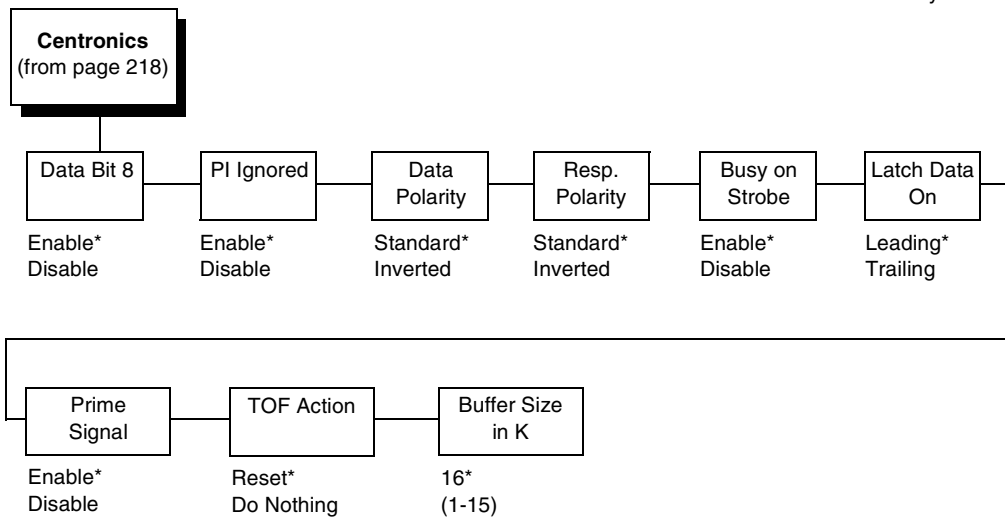 Centronics
(from page 218)
Data Bit 8
PI Ignored
Data
Polarity
Resp.
Polarity
Busy on
Strobe
Latch Data
On
Enable*
Disable
Enable*
Disable
Standard*
Inverted
Standard*
Inverted
Enable*
Disable
Leading*
Trailing
Prime
Signal
TOF Action
Buffer Size
in K
Enable*
Disable
Reset*
Do Nothing
16*
(1-15)